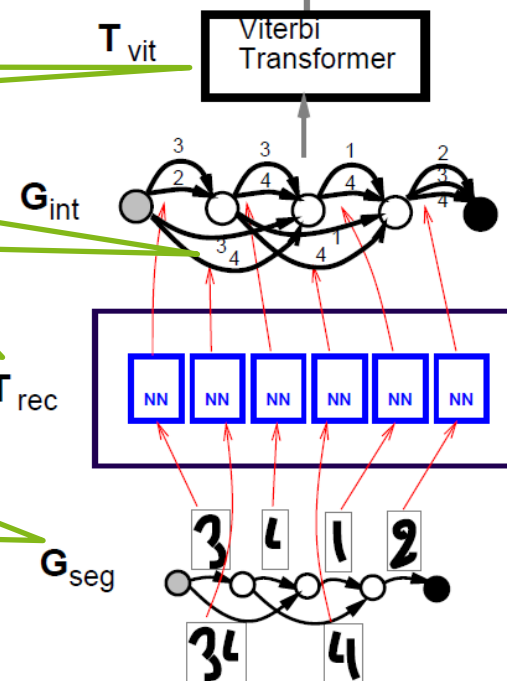 T vit
Viterbi
Transformer
3 3 1 2
2 4 4 3
4
G int
3 1
4 4
T rec
NN NN NN NN NN NN
3 4 1 2
G seg
34 4